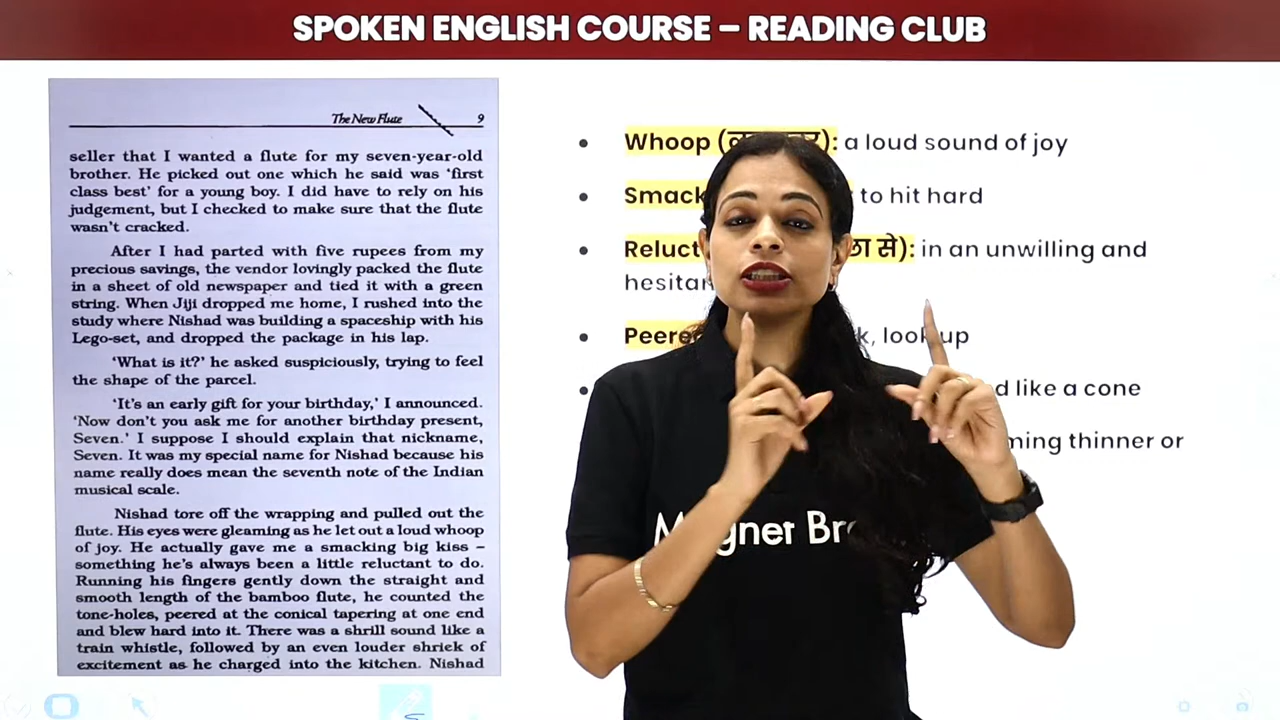 SPOKEN ENGLISH COURSE – READING CLUB
The New Flute 9
seller that I wanted a flute for my seven-year-old
brother. He picked out one which he said was ‘first
class best’ for a young boy. I did have to rely on his
judgement, but I checked to make sure that the flute
wasn’t cracked.
After I had parted with five rupees from my
precious savings, the vendor lovingly packed the flute
in a sheet of old newspaper and tied it with a green
string. When Jiji dropped me home, I rushed into the
study where Nishad was building a spaceship with his
Lego-set, and dropped the package in his lap.
‘What is it?’ he asked suspiciously, trying to feel
the shape of the parcel.
‘It’s an early gift for your birthday,’ I announced.
‘Now don’t you ask me for another birthday present,
Seven.’ I suppose I should explain that nickname,
Seven. It was my special name for Nishad because his
name really does mean the seventh note of the Indian
musical scale.
Nishad tore off the wrapping and pulled out the
flute. His eyes were gleaming as he let out a loud whoop
of joy. He actually gave me a smacking big kiss –
something he’s always been a little reluctant to do.
Running his fingers gently down the straight and
smooth length of the bamboo flute, he counted the
tone-holes, peered at the conical tapering at one end
and blew hard into it. There was a shrill sound like a
train whistle, followed by an even louder shriek of
excitement as he charged into the kitchen. Nishad
Whoop ( ): a loud sound of joy
Smack to hit hard
Reluct से): in an unwilling and
Peere look up
like a cone
thinner or
Magnet Br